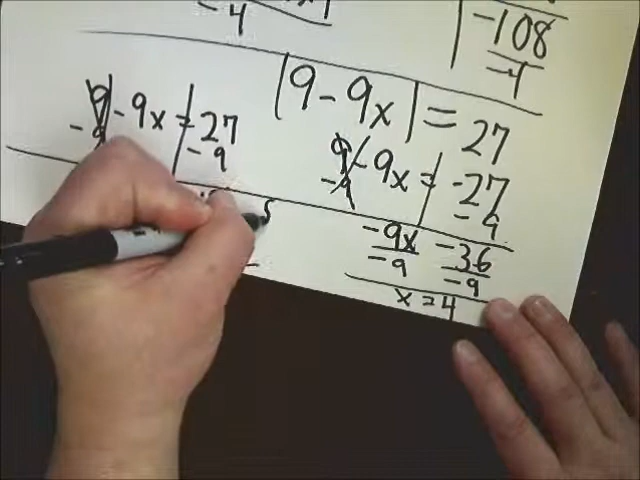 -4
-108
-4
|9 - 9x| = 27
9 - 9x = 27
-9 -9
9 - 9x = -27
-9 -9
-9x -36
-9 -9
x = 4